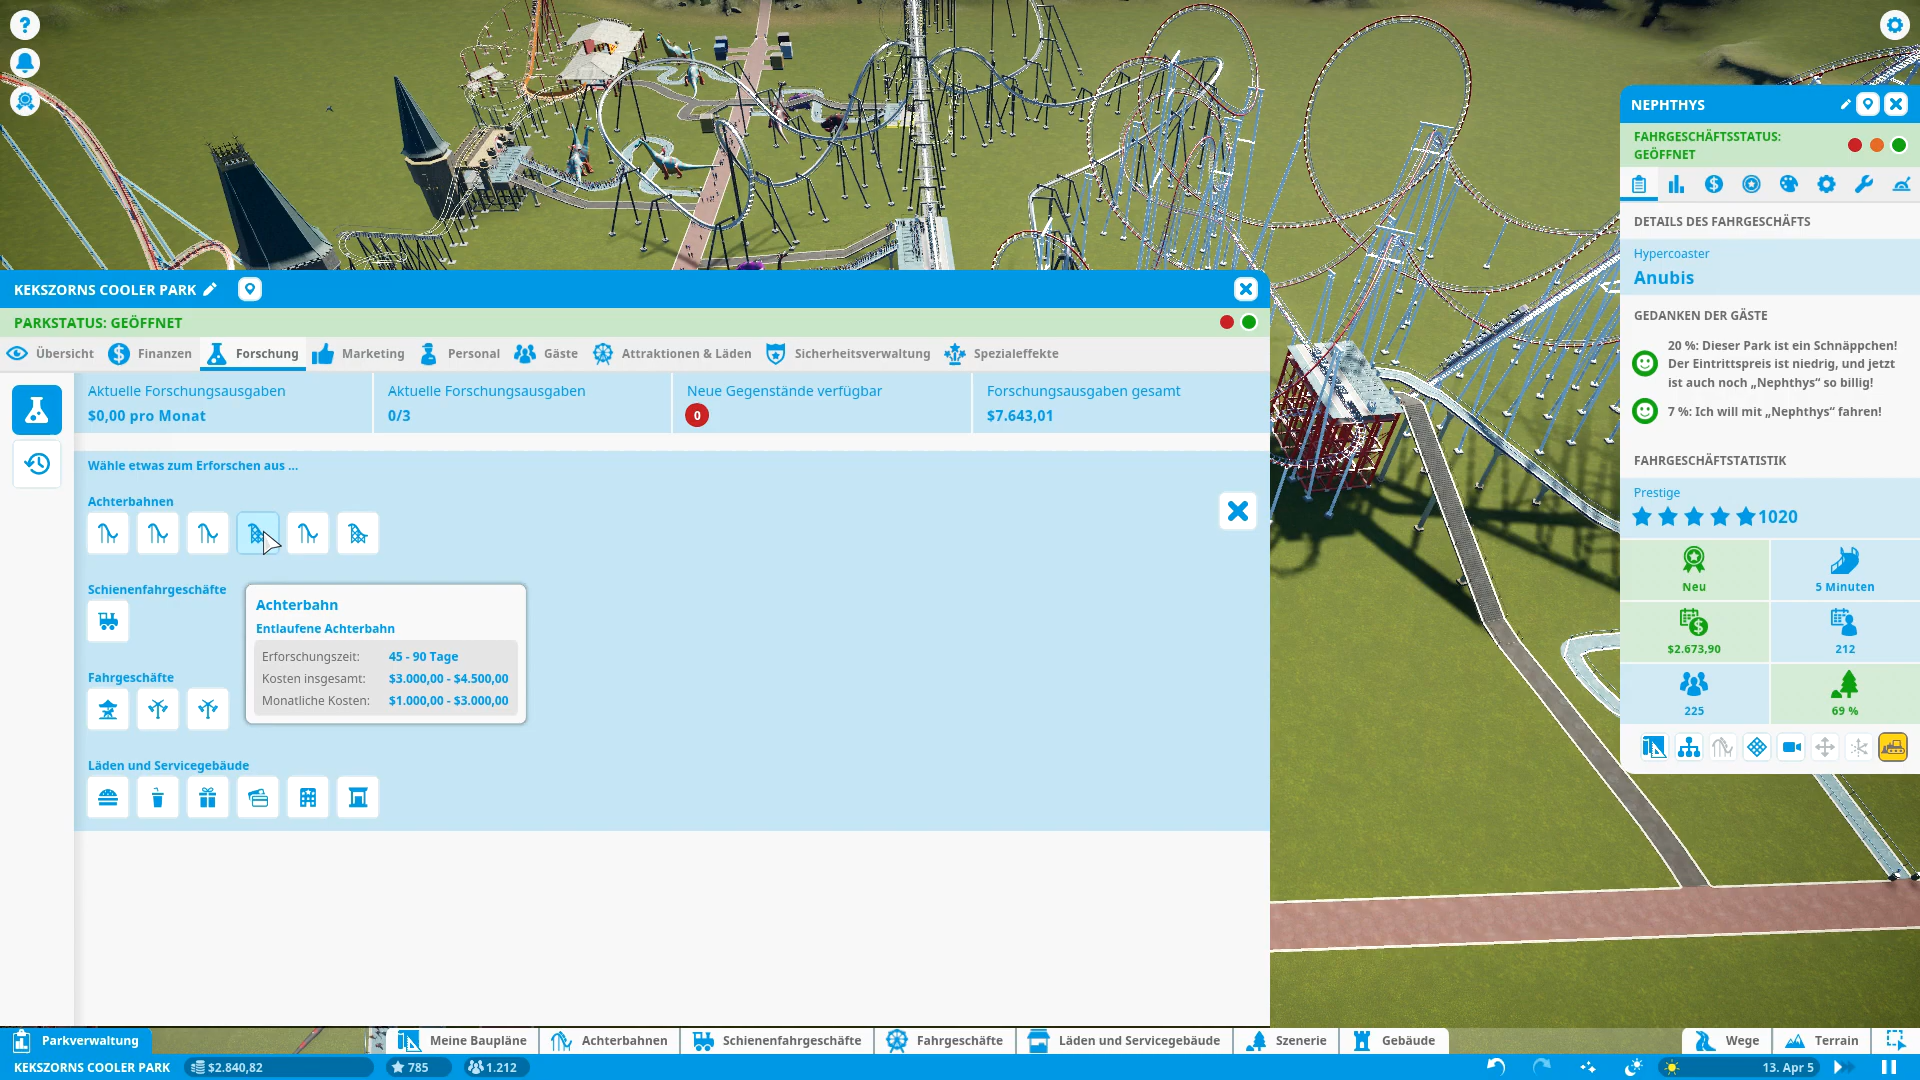 NEPHTHYS
FAHRGESCHÄFTSSTATUS:
GEÖFFNET
DETAILS DES FAHRGESCHÄFTS
Hypercoaster
Anubis
GEDANKEN DER GÄSTE
20 %: Dieser Park ist ein Schnäppchen!
Der Eintrittspreis ist niedrig, und jetzt
ist auch noch „Nephthys“ so billig!
7 %: Ich will mit „Nephthys“ fahren!
FAHRGESCHÄFTSTATISTIK
Prestige
1020
Neu
5 Minuten
$2.673,90
212
225
69 %
KEKSZORNS COOLER PARK
PARKSTATUS: GEÖFFNET
Übersicht
Finanzen
Forschung
Marketing
Personal
Gäste
Attraktionen & Läden
Sicherheitsverwaltung
Spezialeffekte
Aktuelle Forschungsausgaben
$0,00 pro Monat
Aktuelle Forschungsausgaben
0/3
Neue Gegenstände verfügbar
0
Forschungsausgaben gesamt
$7.643,01
Wähle etwas zum Erforschen aus ...
Achterbahnen
Schienenfahrgeschäfte
Fahrgeschäfte
Läden und Servicegebäude
Achterbahn
Entlaufene Achterbahn
Erforschungszeit: 45 - 90 Tage
Kosten insgesamt: $3.000,00 - $4.500,00
Monatliche Kosten: $1.000,00 - $3.000,00
Parkverwaltung
Meine Baupläne
Achterbahnen
Schienenfahrgeschäfte
Fahrgeschäfte
Läden und Servicegebäude
Szenerie
Gebäude
Wege
Terrain
KEKSZORNS COOLER PARK
$2.840,82
785
1.212
13. Apr 5